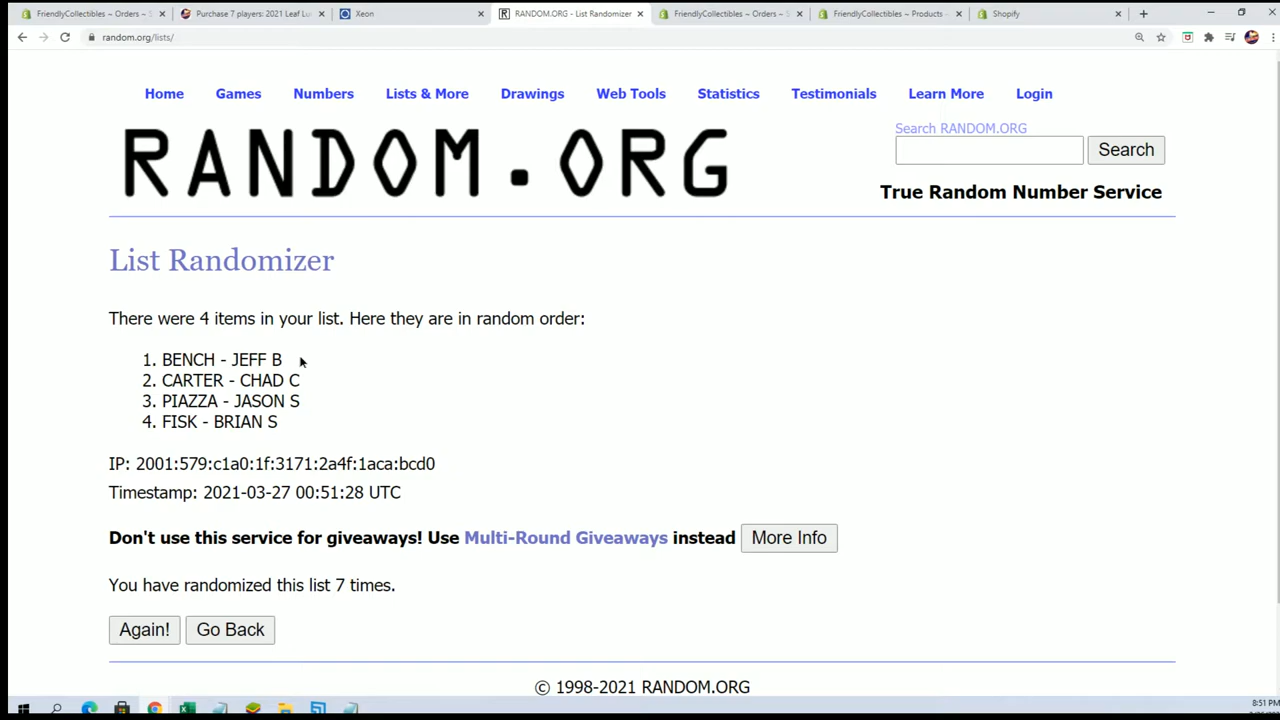 FriendlyCollectibles ~ Orders ~ S
Purchase 7 players: 2021 Leaf Lu
Xeon
RANDOM.ORG - List Randomizer
FriendlyCollectibles ~ Orders ~ S
FriendlyCollectibles ~ Products ~
Shopify
random.org/lists/
Home Games Numbers Lists & More Drawings Web Tools Statistics Testimonials Learn More Login
RANDOM.ORG
Search RANDOM.ORG
Search
True Random Number Service
List Randomizer
There were 4 items in your list. Here they are in random order:
1. BENCH - JEFF B
2. CARTER - CHAD C
3. PIAZZA - JASON S
4. FISK - BRIAN S
IP: 2001:579:c1a0:1f:3171:2a4f:1aca:bcd0
Timestamp: 2021-03-27 00:51:28 UTC
Don't use this service for giveaways! Use Multi-Round Giveaways instead More Info
You have randomized this list 7 times.
Again! Go Back
© 1998-2021 RANDOM.ORG
8:51 PM